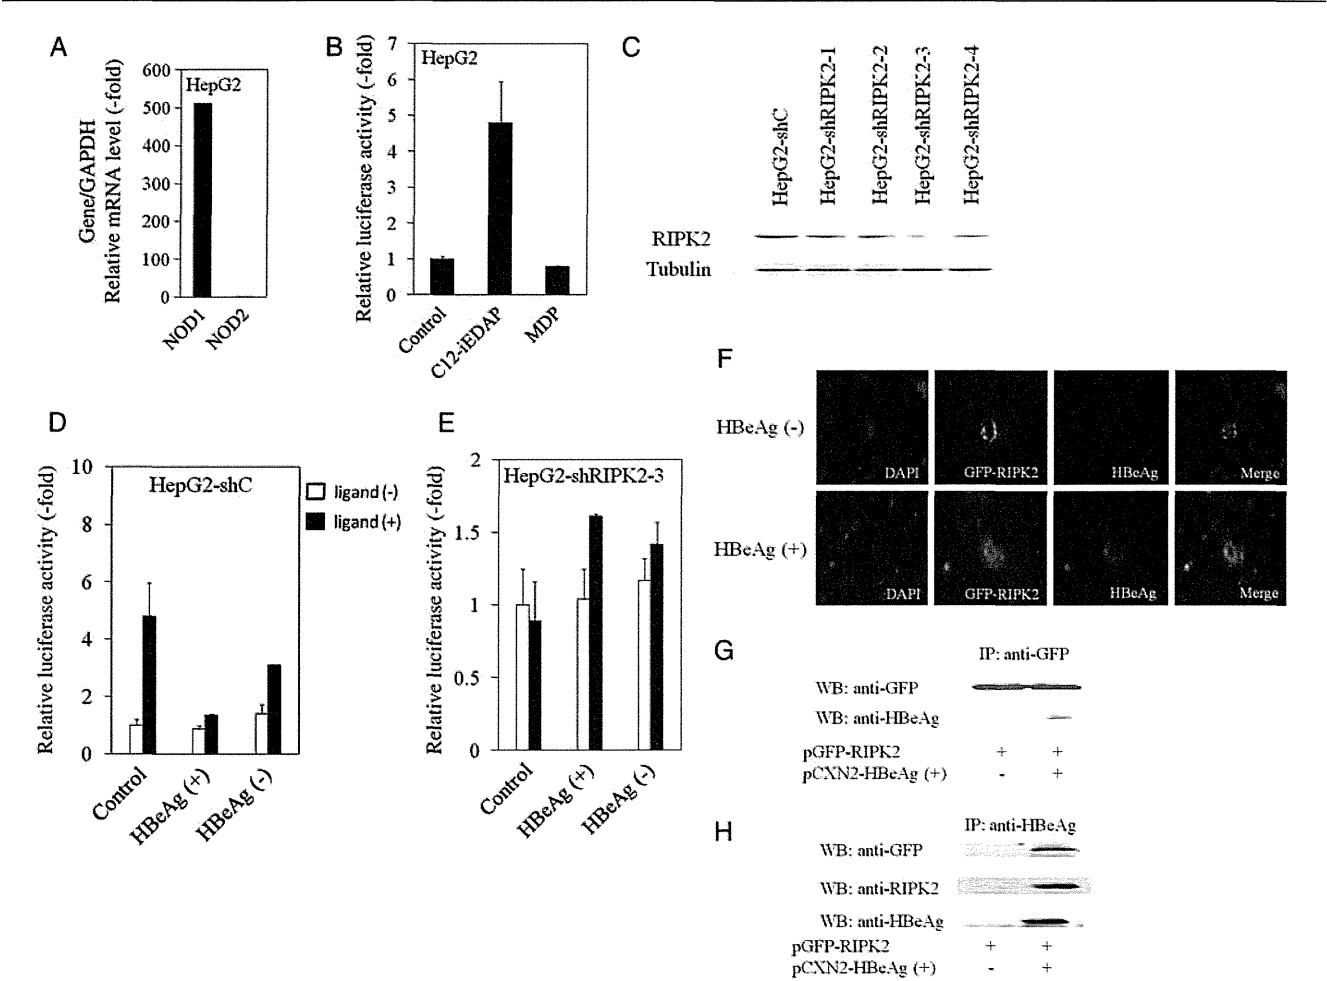 A
Gene/GAPDH
Relative mRNA level (-fold)
600
500
400
300
200
100
0
HepG2
NOD1
NOD2
B
Relative luciferase activity (-fold)
7
6
5
4
3
2
1
0
HepG2
Control
C12-iEDAP
MDP
C
HepG2-shC
HepG2-shRIPK2-1
HepG2-shRIPK2-2
HepG2-shRIPK2-3
HepG2-shRIPK2-4
RIPK2
Tubulin
D
Relative luciferase activity (-fold)
10
8
6
4
2
0
HepG2-shC
ligand (-)
ligand (+)
Control
HBeAg (+)
HBeAg (-)
E
Relative luciferase activity (-fold)
2
1.5
1
0.5
0
HepG2-shRIPK2-3
Control
HBeAg (+)
HBeAg (-)
F
HBeAg (-)
DAPI
GFP-RIPK2
HBeAg
Merge
HBeAg (+)
DAPI
GFP-RIPK2
HBeAg
Merge
G
IP: anti-GFP
WB: anti-GFP
WB: anti-HBeAg
pGFP-RIPK2 + +
pCXN2-HBeAg (+) - +
H
IP: anti-HBeAg
WB: anti-GFP
WB: anti-RIPK2
WB: anti-HBeAg
pGFP-RIPK2 + +
pCXN2-HBeAg (+) - +